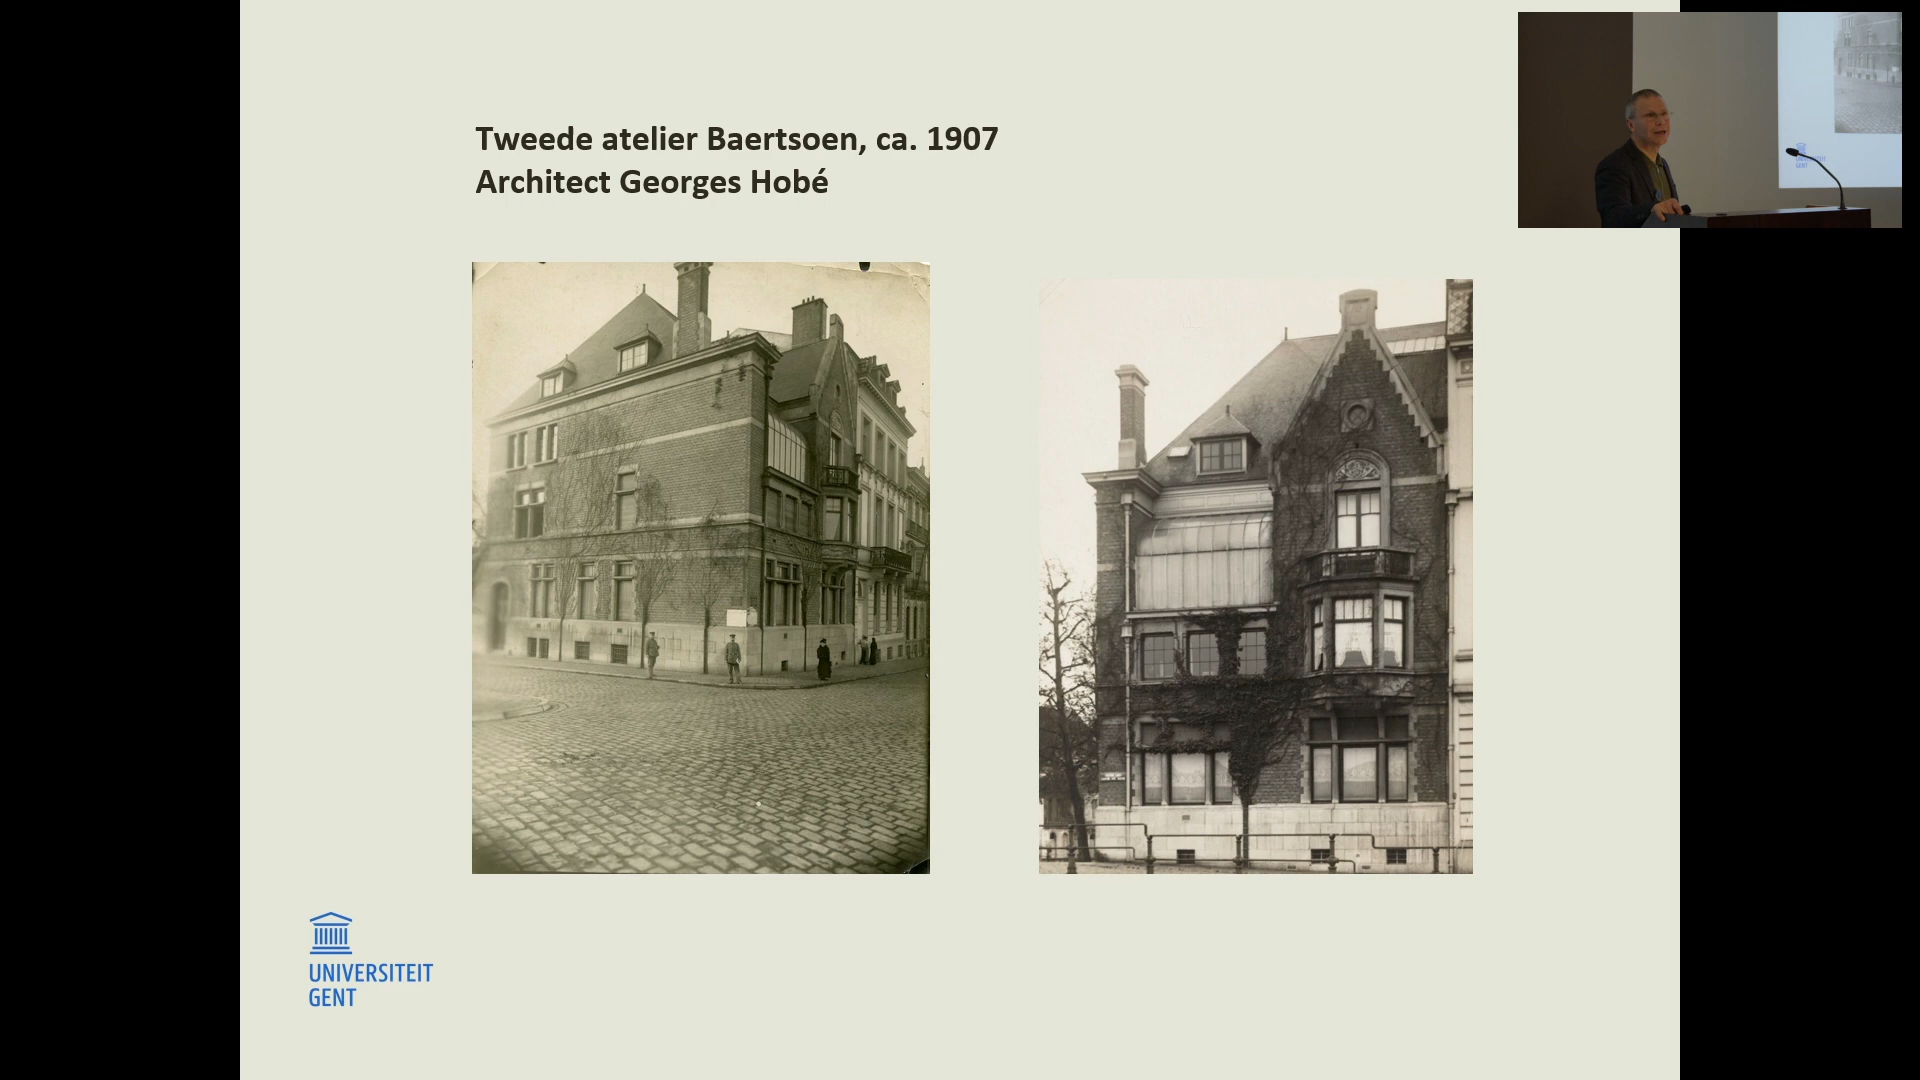 Tweede atelier Baertsoen, ca. 1907
Architect Georges Hobé
UNIVERSITEIT
GENT